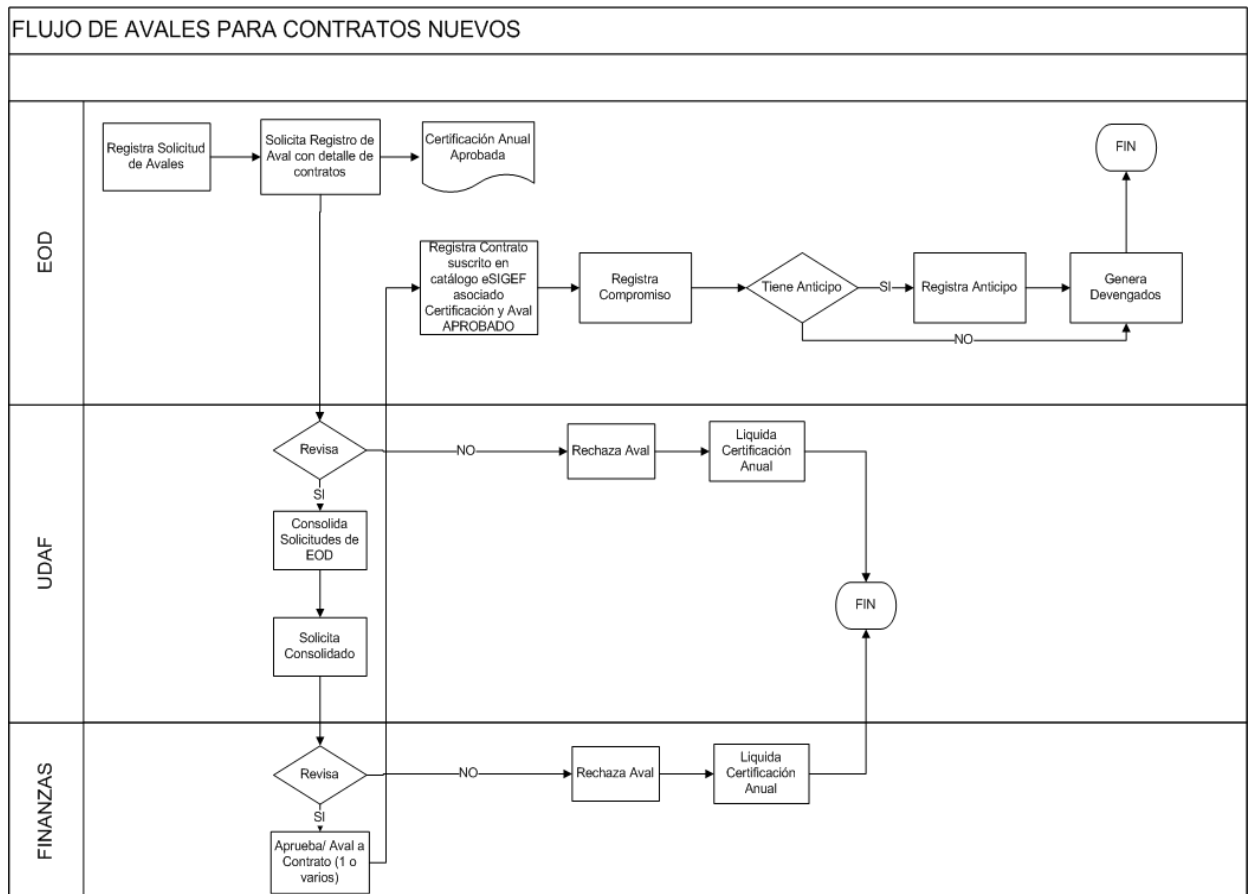 FLUJO DE AVALES PARA CONTRATOS NUEVOS
EOD
Registra Solicitud
de Avales
Solicita Registro de
Aval con detalle de
contratos
Certificación Anual
Aprobada
FIN
Registra Contrato
suscrito en
catálogo eSIGEF
asociado
Certificación y Aval
APROBADO
Registra
Compromiso
Tiene Anticipo
SI
Registra Anticipo
Genera
Devengados
NO
UDAF
Revisa
NO
Rechaza Aval
Liquida
Certificación
Anual
SI
Consolida
Solicitudes de
EOD
FIN
Solicita
Consolidado
FINANZAS
Revisa
NO
Rechaza Aval
Liquida
Certificación
Anual
SI
Aprueba/ Aval a
Contrato (1 o
varios)